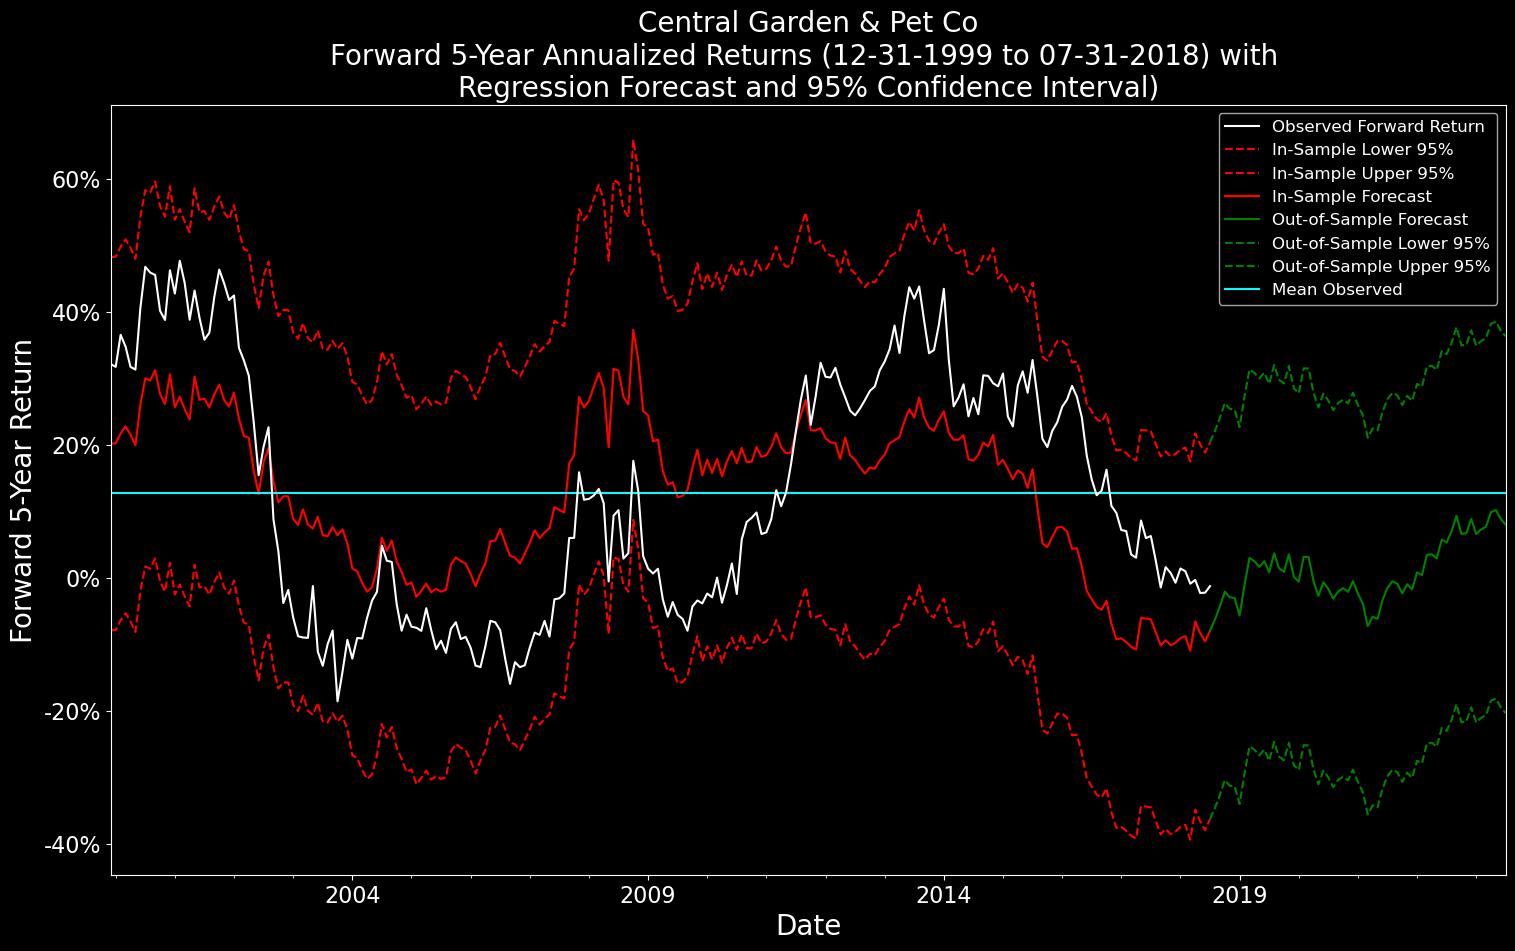 Central Garden & Pet Co
Forward 5-Year Annualized Returns (12-31-1999 to 07-31-2018) with
Regression Forecast and 95% Confidence Interval)
Observed Forward Return
In-Sample Lower 95%
In-Sample Upper 95%
In-Sample Forecast
Out-of-Sample Forecast
Out-of-Sample Lower 95%
Out-of-Sample Upper 95%
Mean Observed
Forward 5-Year Return
60%
40%
20%
0%
-20%
-40%
2004
2009
2014
2019
Date